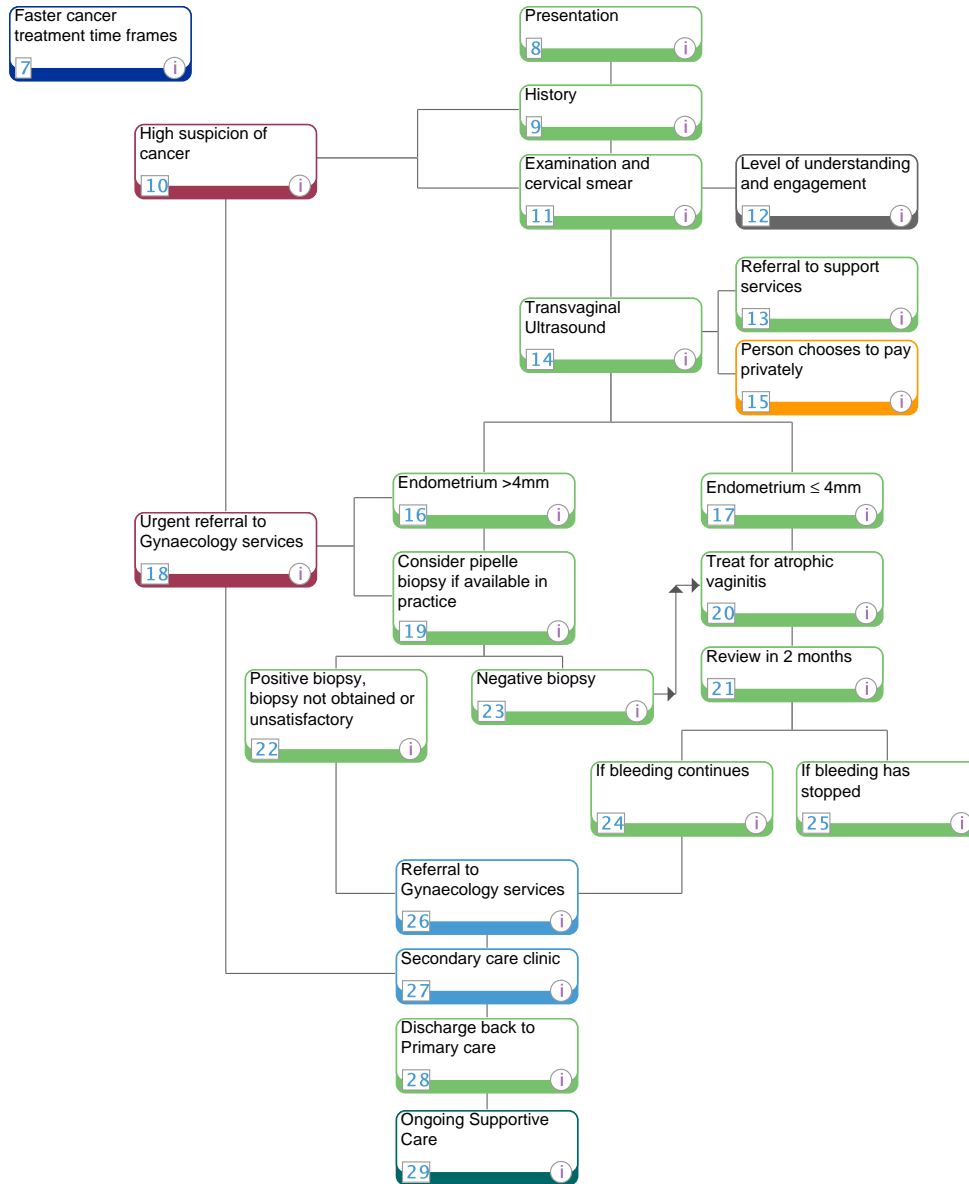 Faster cancer
treatment time frames
7
i
Presentation
8
i
History
9
i
High suspicion of
cancer
10
i
Examination and
cervical smear
11
i
Level of understanding
and engagement
12
i
Referral to support
services
13
i
Transvaginal
Ultrasound
14
i
Person chooses to pay
privately
15
i
Endometrium >4mm
16
i
Endometrium ≤ 4mm
17
i
Urgent referral to
Gynaecology services
18
i
Consider pipelle
biopsy if available in
practice
19
i
Treat for atrophic
vaginitis
20
i
Review in 2 months
21
i
Positive biopsy,
biopsy not obtained or
unsatisfactory
22
i
Negative biopsy
23
i
If bleeding continues
24
i
If bleeding has
stopped
25
i
Referral to
Gynaecology services
26
i
Secondary care clinic
27
i
Discharge back to
Primary care
28
i
Ongoing Supportive
Care
29
i